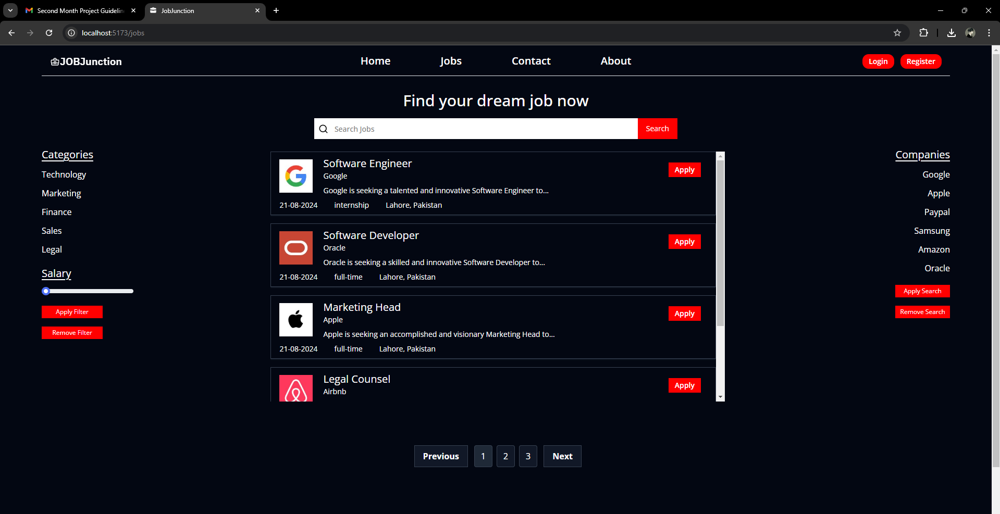 Second Month Project Guidelin
JobJunction
localhost:5173/jobs
JOBJunction
Home
Jobs
Contact
About
Login
Register
Find your dream job now
Search Jobs
Search
Categories
Technology
Marketing
Finance
Sales
Legal
Salary
Apply Filter
Remove Filter
Software Engineer
Google
Apply
Google is seeking a talented and innovative Software Engineer to...
21-08-2024 internship Lahore, Pakistan
Software Developer
Oracle
Apply
Oracle is seeking a skilled and innovative Software Developer to...
21-08-2024 full-time Lahore, Pakistan
Marketing Head
Apple
Apply
Apple is seeking an accomplished and visionary Marketing Head to...
21-08-2024 full-time Lahore, Pakistan
Legal Counsel
Airbnb
Apply
Companies
Google
Apple
Paypal
Samsung
Amazon
Oracle
Apply Search
Remove Search
Previous 1 2 3 Next